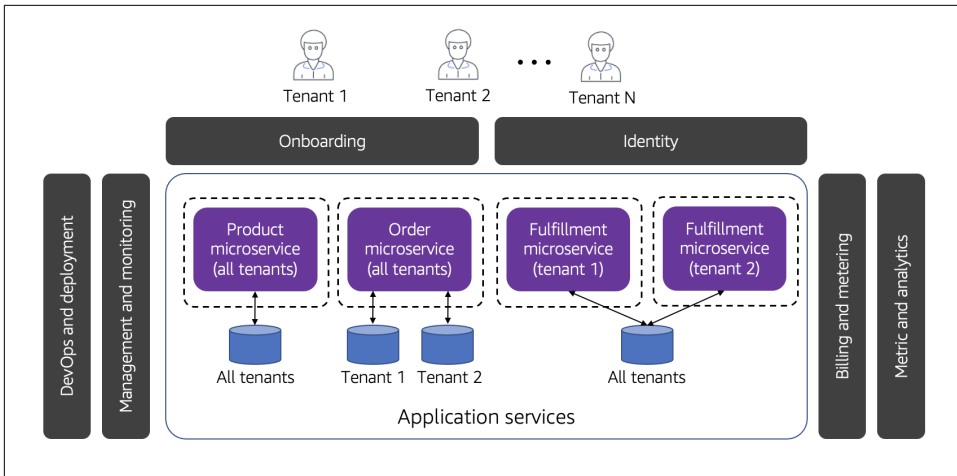 Tenant 1
Tenant 2
Tenant N
Onboarding
Identity
DevOps and deployment
Management and monitoring
Product
microservice
(all tenants)
Order
microservice
(all tenants)
Fulfillment
microservice
(tenant 1)
Fulfillment
microservice
(tenant 2)
All tenants
Tenant 1
Tenant 2
All tenants
Application services
Billing and metering
Metric and analytics